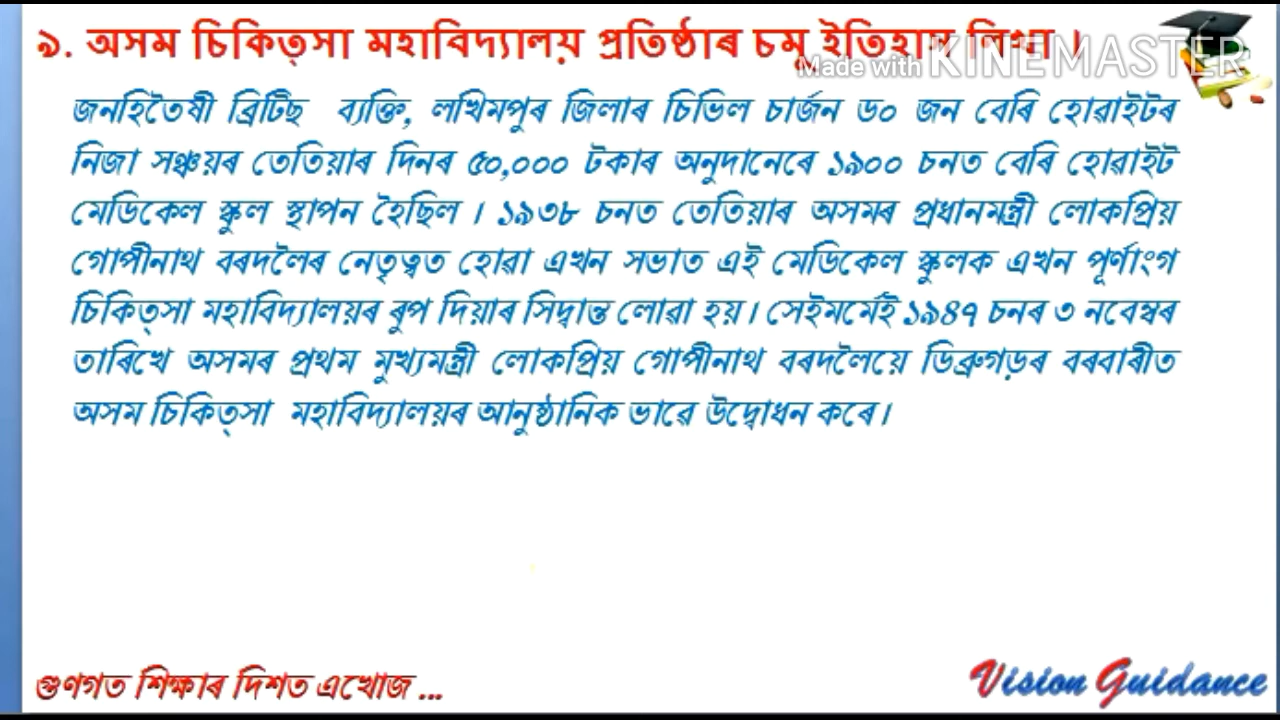 ৯. অসম চিকিত্সা মহাবিদ্যালয় প্ৰতিষ্ঠাৰ চমু ইতিহাস লিখা ।
Made with KINEMASTER
জনহিতৈষী ব্ৰিটিছ ব্যক্তি, লখিমপুৰ জিলাৰ চিভিল চাৰ্জন ড০ জন বেৰি হোৱাইটৰ
নিজা সঞ্চয়ৰ তেতিয়াৰ দিনৰ ৫০,০০০ টকাৰ অনুদানেৰে ১৯০০ চনত বেৰি হোৱাইট
মেডিকেল স্কুল স্থাপন হৈছিল । ১৯৩৮ চনত তেতিয়াৰ অসমৰ প্ৰধানমন্ত্ৰী লোকপ্ৰিয়
গোপীনাথ বৰদলৈৰ নেতৃত্বত হোৱা এখন সভাত এই মেডিকেল স্কুলক এখন পূৰ্ণাংগ
চিকিত্সা মহাবিদ্যালয়ৰ ৰুপ দিয়াৰ সিদ্বান্ত লোৱা হয় । সেইমৰ্মেই ১৯৪৭ চনৰ ৩ নবেম্বৰ
তাৰিখে অসমৰ প্ৰথম মুখ্যমন্ত্ৰী লোকপ্ৰিয় গোপীনাথ বৰদলৈয়ে ডিব্ৰুগড়ৰ বৰবাৰীত
অসম চিকিত্সা মহাবিদ্যালয়ৰ আনুষ্ঠানিক ভাৱে উদ্বোধন কৰে।
গুণগত শিক্ষাৰ দিশত এখোজ ...
Vision Guidance